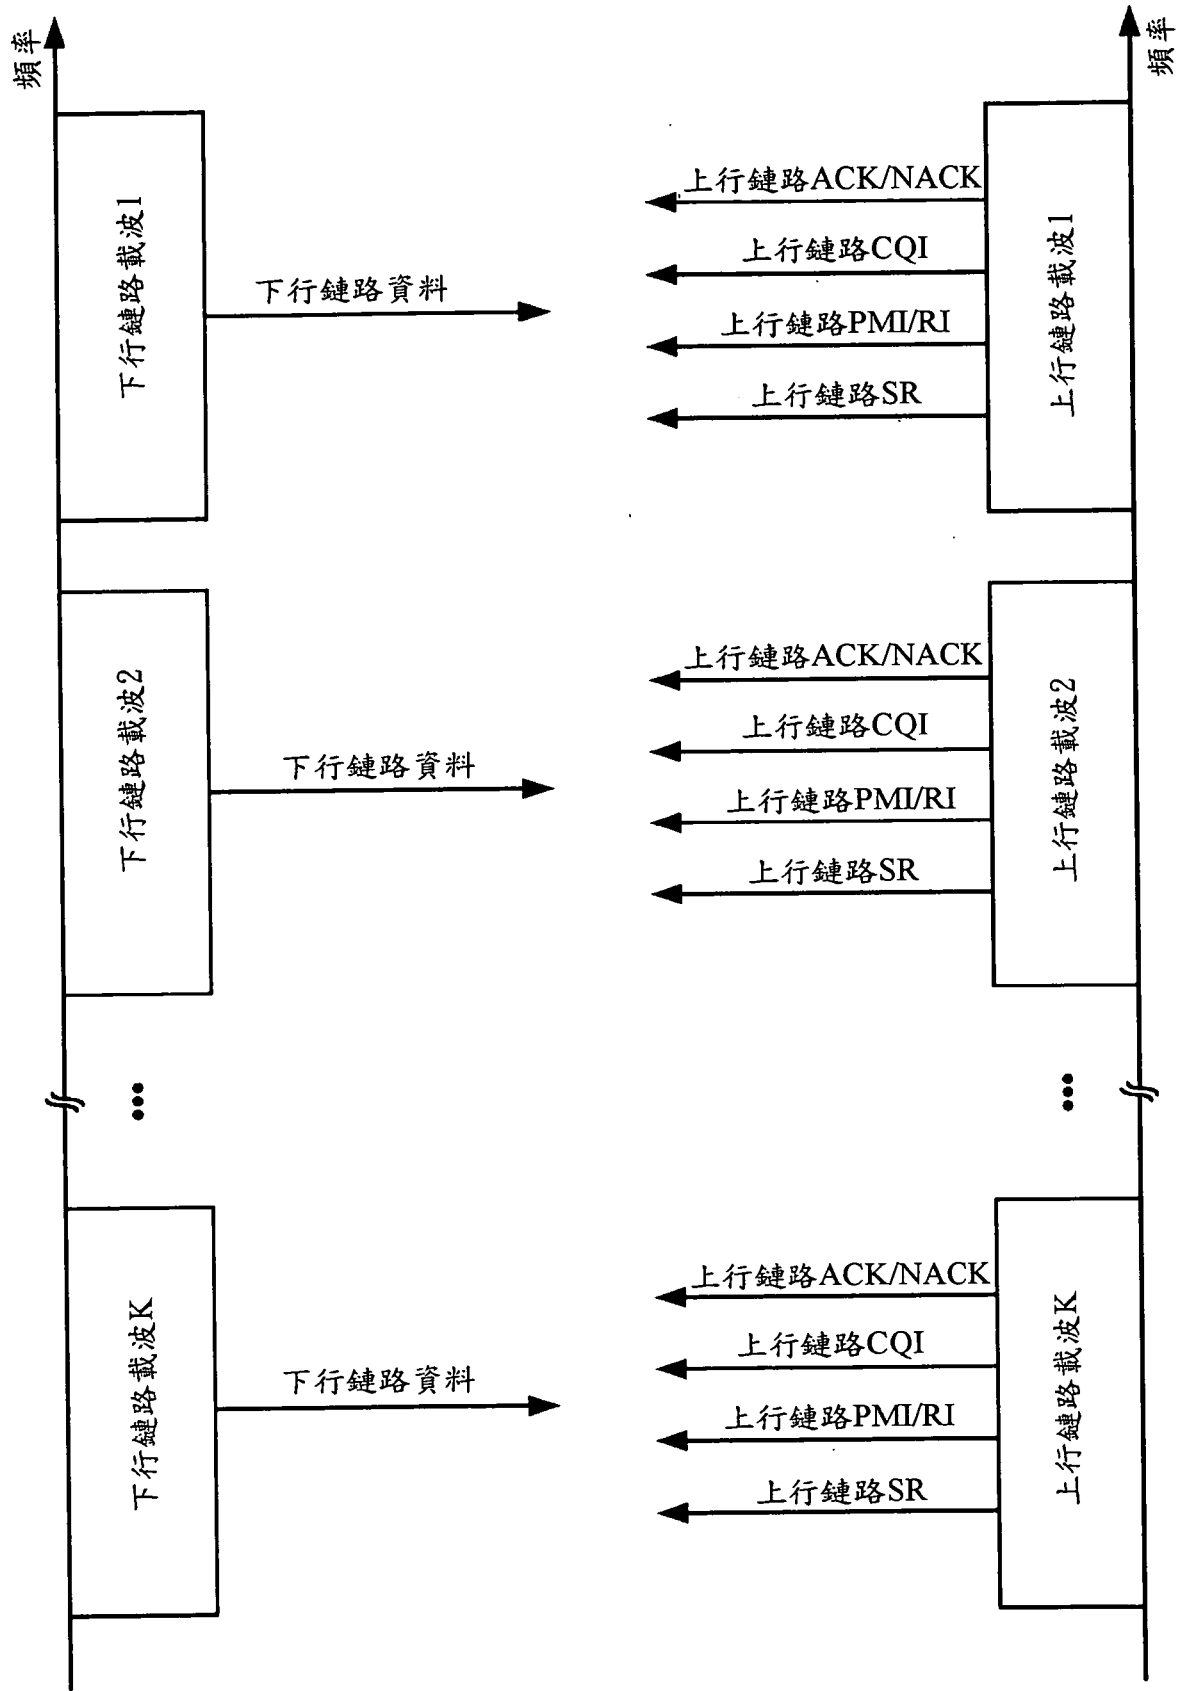 頻率
頻率
下行鏈路載波1
下行鏈路資料
上行鏈路ACK/NACK
上行鏈路CQI
上行鏈路PMI/RI
上行鏈路SR
上行鏈路載波1
下行鏈路載波2
下行鏈路資料
上行鏈路ACK/NACK
上行鏈路CQI
上行鏈路PMI/RI
上行鏈路SR
上行鏈路載波2
...
...
下行鏈路載波K
下行鏈路資料
上行鏈路ACK/NACK
上行鏈路CQI
上行鏈路PMI/RI
上行鏈路SR
上行鏈路載波K